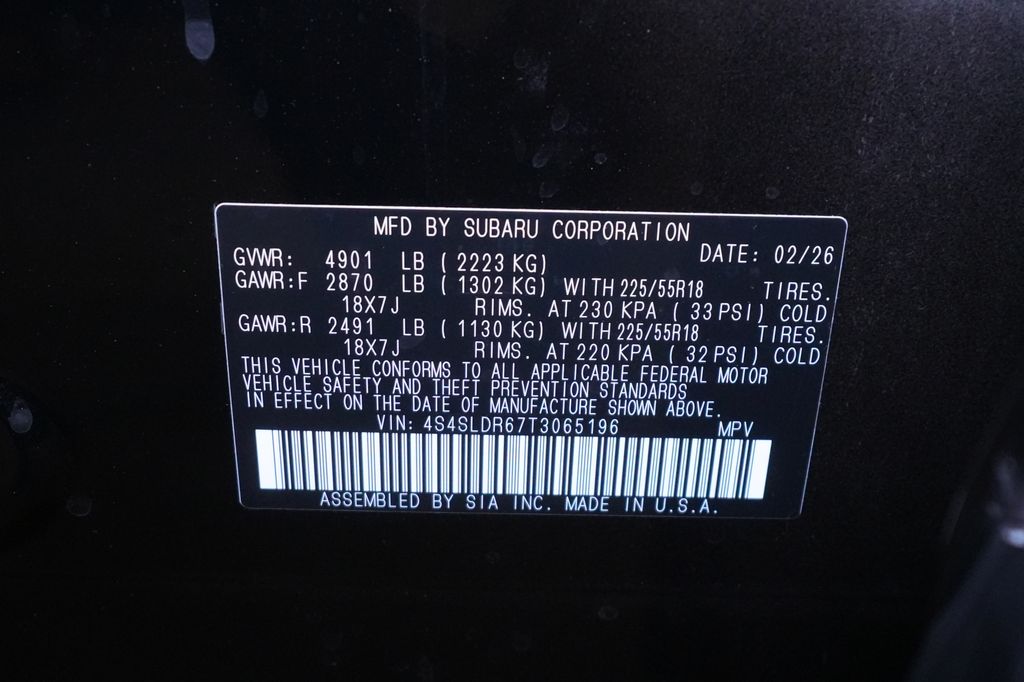 MFD BY SUBARU CORPORATION
DATE: 02/26
GVWR: 4901 LB ( 2223 KG)
GAWR:F 2870 LB ( 1302 KG) WITH 225/55R18 TIRES.
18X7J RIMS. AT 230 KPA ( 33 PSI) COLD
GAWR:R 2491 LB ( 1130 KG) WITH 225/55R18 TIRES.
18X7J RIMS. AT 220 KPA ( 32 PSI) COLD
THIS VEHICLE CONFORMS TO ALL APPLICABLE FEDERAL MOTOR
VEHICLE SAFETY AND THEFT PREVENTION STANDARDS
IN EFFECT ON THE DATE OF MANUFACTURE SHOWN ABOVE.
VIN: 4S4SLDR67T3065196 MPV
ASSEMBLED BY SIA INC. MADE IN U.S.A.